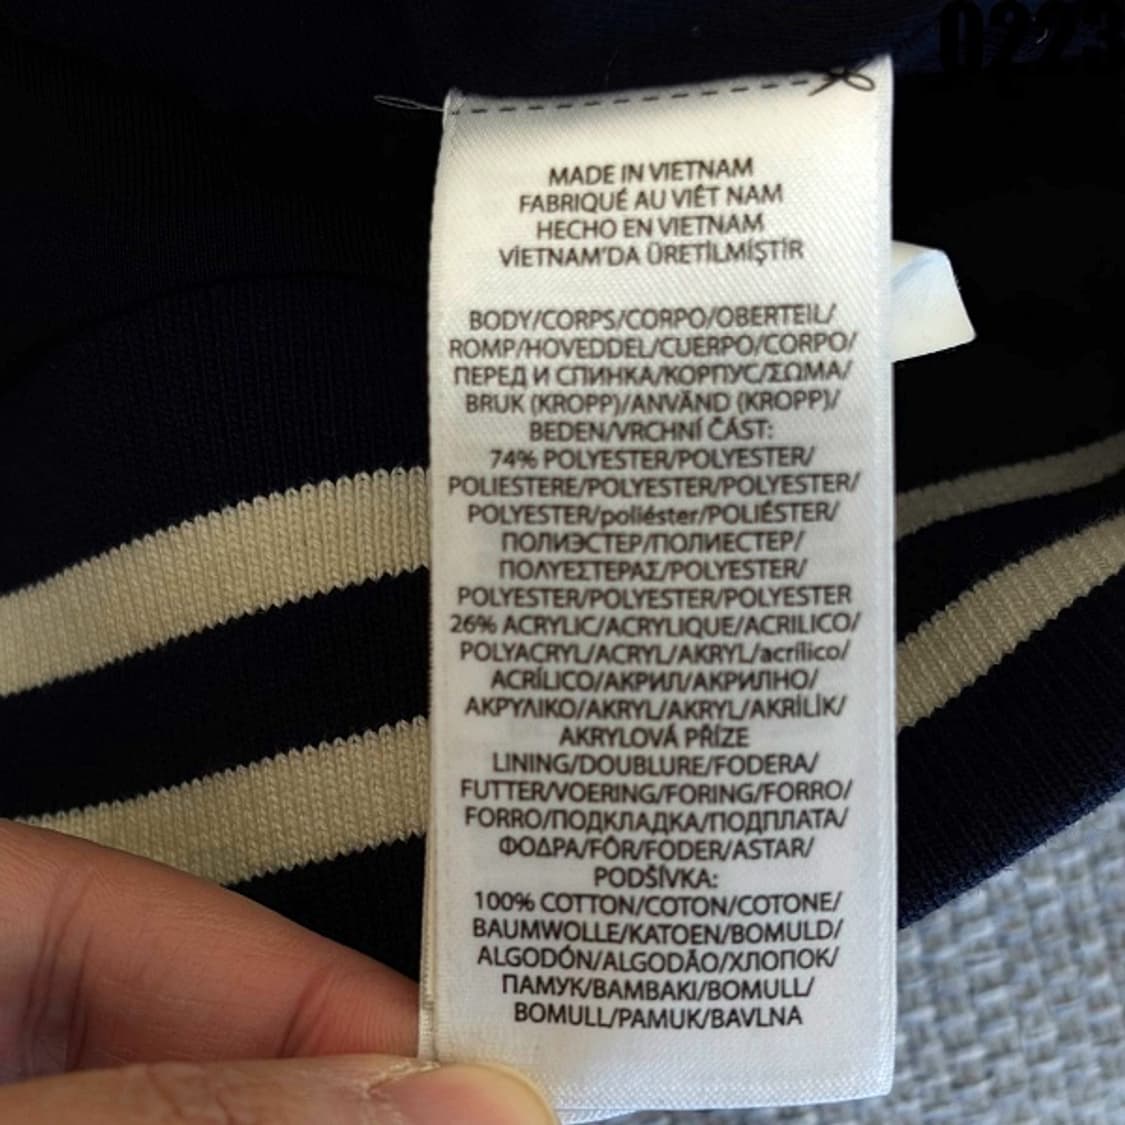 0223
MADE IN VIETNAM
FABRIQUÉ AU VIÊT NAM
HECHO EN VIETNAM
VİETNAM'DA ÜRETİLMİŞTİR
BODY/CORPS/CORPO/OBERTEIL/
ROMP/HOVEDDEL/CUERPO/CORPO/
ПЕРЕД И СПИНКА/КОРПУС/ΣΩΜΑ/
BRUK (KROPP)/ANVÄND (KROPP)/
BEDEN/VRCHNÍ ČÁST:
74% POLYESTER/POLYESTER/
POLIESTERE/POLYESTER/POLYESTER/
POLYESTER/poliéster/POLIÉSTER/
ПОЛИЭСТЕР/ПОЛИЕСТЕР/
ΠΟΛΥΕΣΤΕΡΑΣ/POLYESTER/
POLYESTER/POLYESTER/POLYESTER
26% ACRYLIC/ACRYLIQUE/ACRILICO/
POLYACRYL/ACRYL/AKRYL/acrílico/
ACRÍLICO/АКРИЛ/АКРИЛНО/
ΑΚΡΥΛΙΚΟ/AKRYL/AKRYL/AKRİLİK/
AKRYLOVÁ PŘÍZE
LINING/DOUBLURE/FODERA/
FUTTER/VOERING/FORING/FORRO/
FORRO/ПОДКЛАДКА/ПОДПЛАТА/
ΦΟΔΡΑ/FÔR/FODER/ASTAR/
PODŠÍVKA:
100% COTTON/COTON/COTONE/
BAUMWOLLE/KATOEN/BOMULD/
ALGODÓN/ALGODÃO/ХЛОПОК/
ПАМУК/ΒΑΜΒΑΚΙ/BOMULL/
BOMULL/PAMUK/BAVLNA